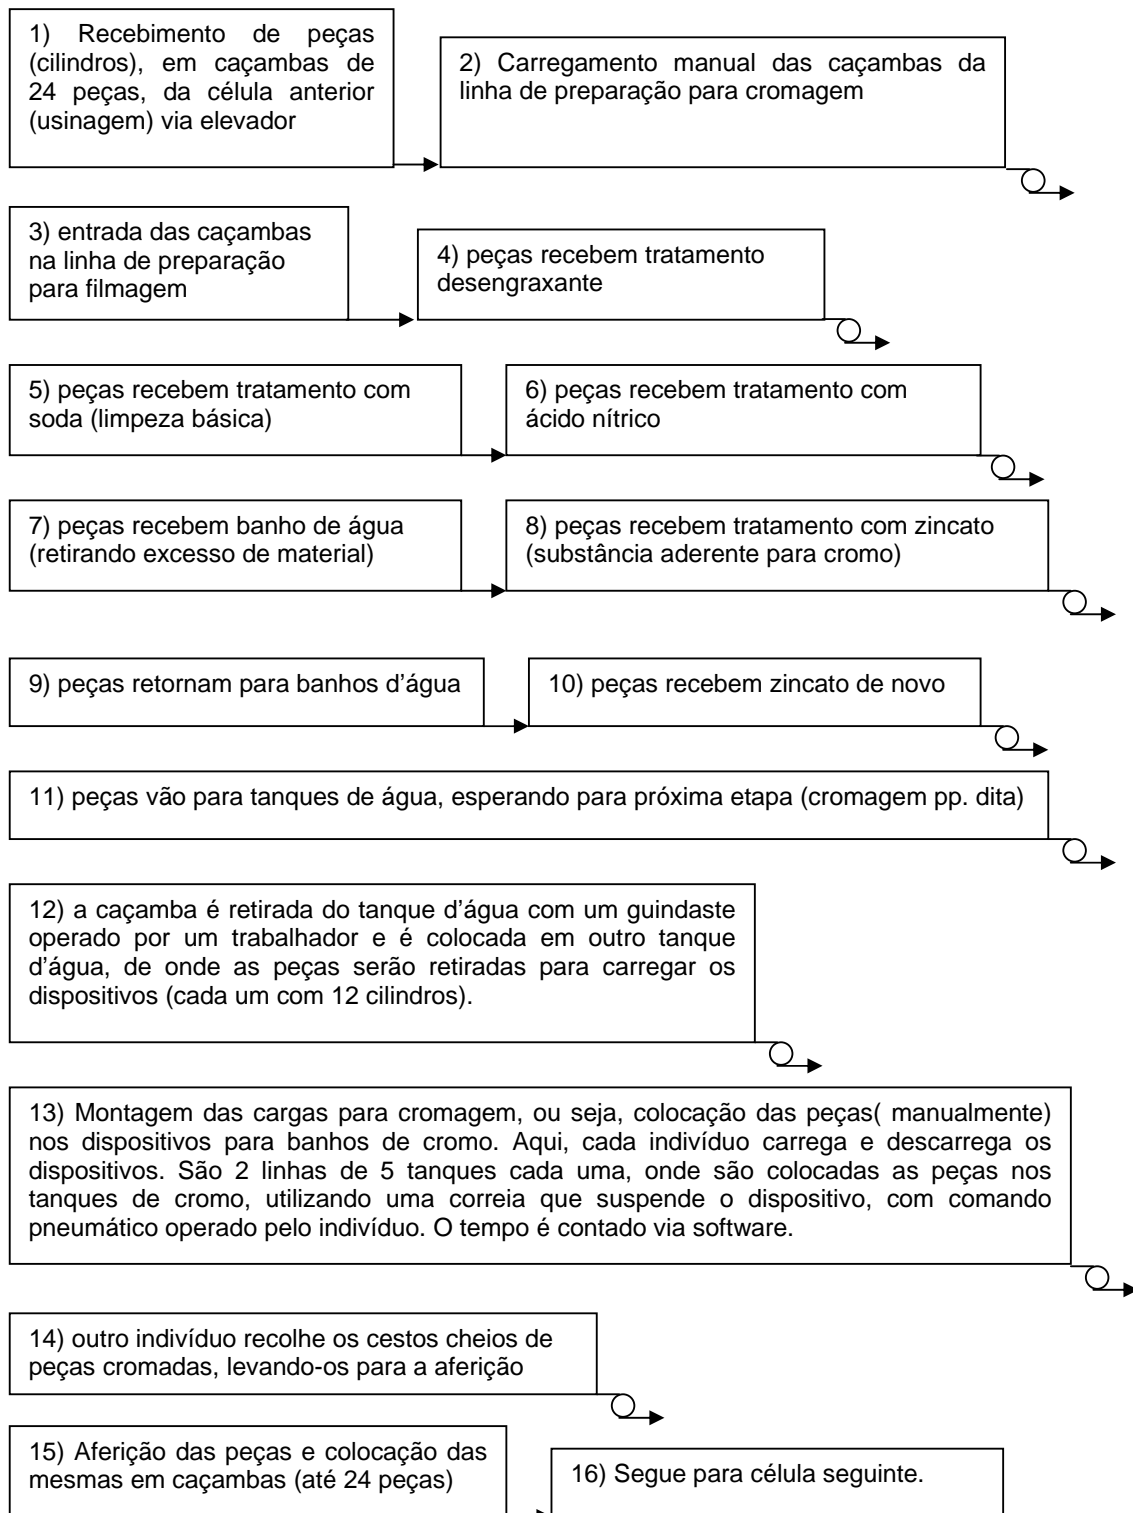 1) Recebimento de peças
(cilindros), em caçambas de
24 peças, da célula anterior
(usinagem) via elevador
2) Carregamento manual das caçambas da
linha de preparação para cromagem
3) entrada das caçambas
na linha de preparação
para filmagem
4) peças recebem tratamento
desengraxante
5) peças recebem tratamento com
soda (limpeza básica)
6) peças recebem tratamento com
ácido nítrico
7) peças recebem banho de água
(retirando excesso de material)
8) peças recebem tratamento com zincato
(substância aderente para cromo)
9) peças retornam para banhos d’água
10) peças recebem zincato de novo
11) peças vão para tanques de água, esperando para próxima etapa (cromagem pp. dita)
12) a caçamba é retirada do tanque d’água com um guindaste
operado por um trabalhador e é colocada em outro tanque
d’água, de onde as peças serão retiradas para carregar os
dispositivos (cada um com 12 cilindros).
13) Montagem das cargas para cromagem, ou seja, colocação das peças( manualmente)
nos dispositivos para banhos de cromo. Aqui, cada indivíduo carrega e descarrega os
dispositivos. São 2 linhas de 5 tanques cada uma, onde são colocadas as peças nos
tanques de cromo, utilizando uma correia que suspende o dispositivo, com comando
pneumático operado pelo indivíduo. O tempo é contado via software.
14) outro indivíduo recolhe os cestos cheios de
peças cromadas, levando-os para a aferição
15) Aferição das peças e colocação das
mesmas em caçambas (até 24 peças)
16) Segue para célula seguinte.